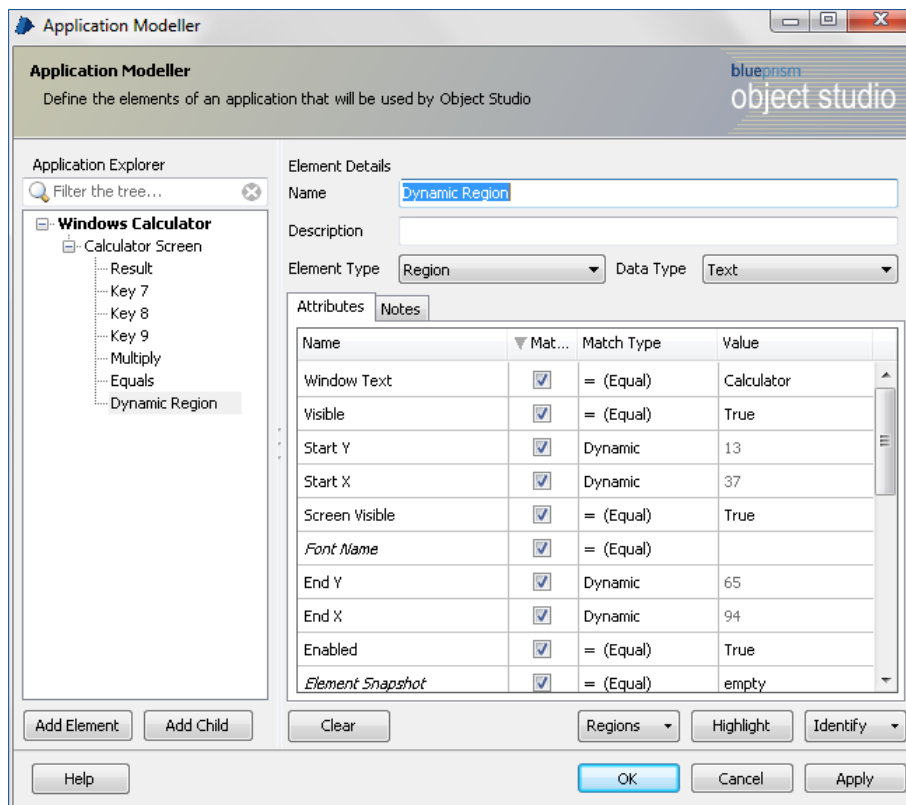 Application Modeller
Application Modeller
Define the elements of an application that will be used by Object Studio
blueprism
object studio
Application Explorer
Filter the tree...
Windows Calculator
Calculator Screen
Result
Key 7
Key 8
Key 9
Multiply
Equals
Dynamic Region
Add Element Add Child
Element Details
Name Dynamic Region
Description
Element Type Region Data Type Text
Attributes Notes
Name Mat... Match Type Value
Window Text = (Equal) Calculator
Visible = (Equal) True
Start Y Dynamic 13
Start X Dynamic 37
Screen Visible = (Equal) True
Font Name = (Equal)
End Y Dynamic 65
End X Dynamic 94
Enabled = (Equal) True
Element Snapshot = (Equal) empty
Clear Regions Highlight Identify
Help OK Cancel Apply